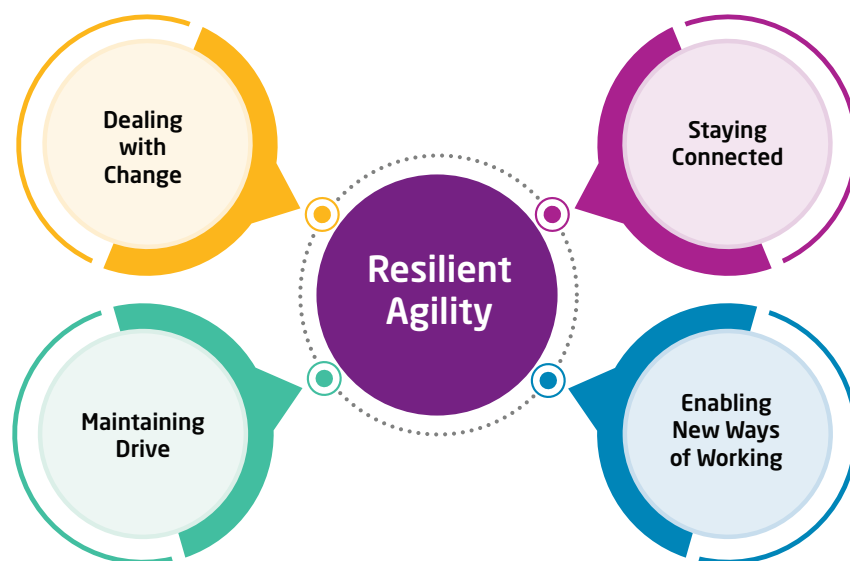 Dealing
with
Change
Staying
Connected
Resilient
Agility
Maintaining
Drive
Enabling
New Ways
of Working